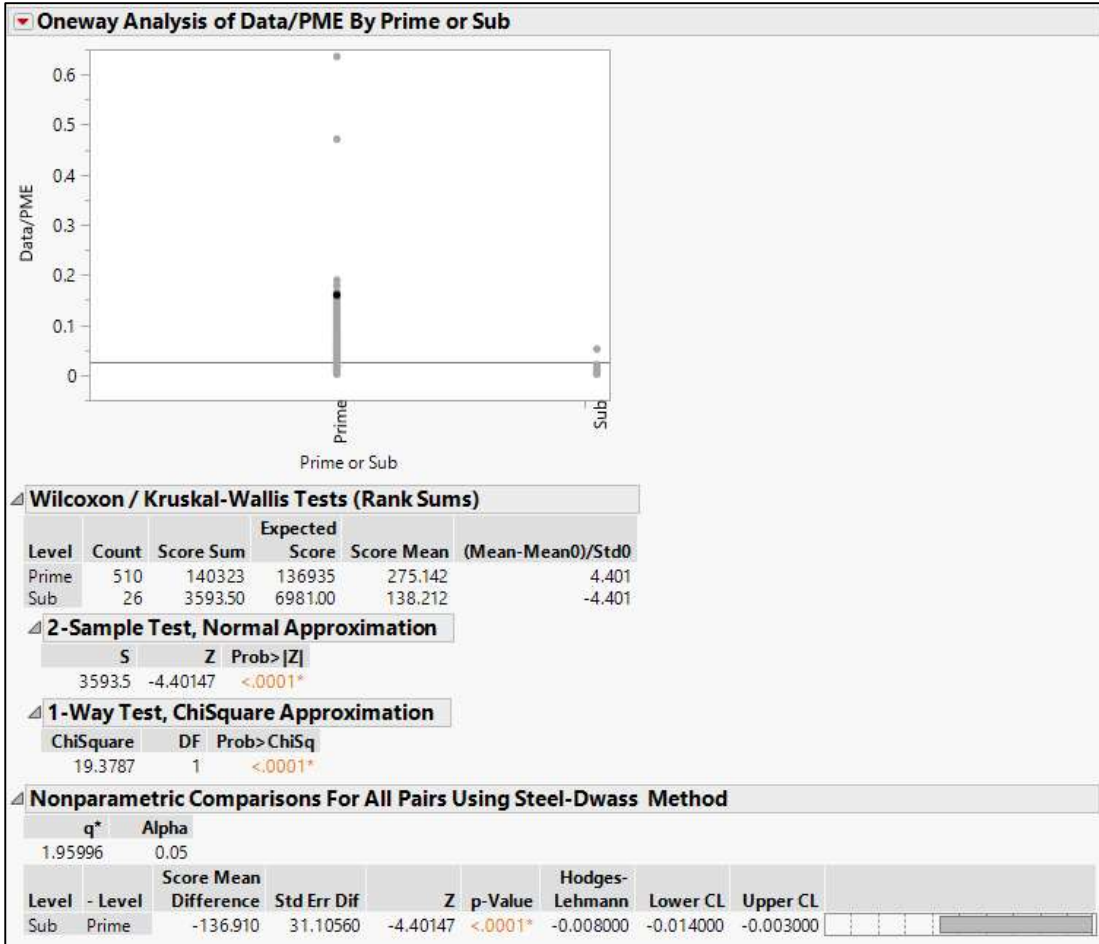 Oneway Analysis of Data/PME By Prime or Sub
0.6
0.5
0.4
0.3
0.2
0.1
0
Data/PME
Prime
Sub
Prime or Sub
Wilcoxon / Kruskal-Wallis Tests (Rank Sums)
Expected
Level Count Score Sum Score Score Mean (Mean-Mean0)/Std0
Prime 510 140323 136935 275.142 4.401
Sub 26 3593.50 6981.00 138.212 -4.401
2-Sample Test, Normal Approximation
S Z Prob>|Z|
3593.5 -4.40147 <.0001*
1-Way Test, ChiSquare Approximation
ChiSquare DF Prob>ChiSq
19.3787 1 <.0001*
Nonparametric Comparisons For All Pairs Using Steel-Dwass Method
q* Alpha
1.95996 0.05
Score Mean Hodges-
Level - Level Difference Std Err Dif Z p-Value Lehmann Lower CL Upper CL
Sub Prime -136.910 31.10560 -4.40147 <.0001* -0.008000 -0.014000 -0.003000